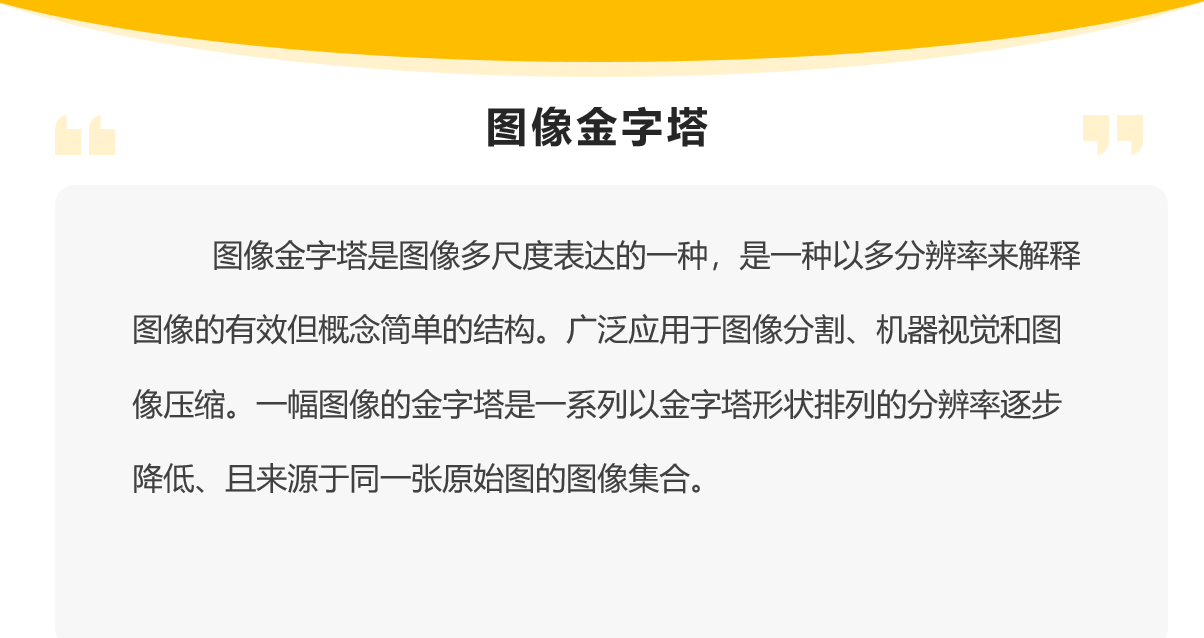 图像金字塔
图像金字塔是图像多尺度表达的一种，是一种以多分辨率来解释
图像的有效但概念简单的结构。广泛应用于图像分割、机器视觉和图
像压缩。一幅图像的金字塔是一系列以金字塔形状排列的分辨率逐步
降低、且来源于同一张原始图的图像集合。